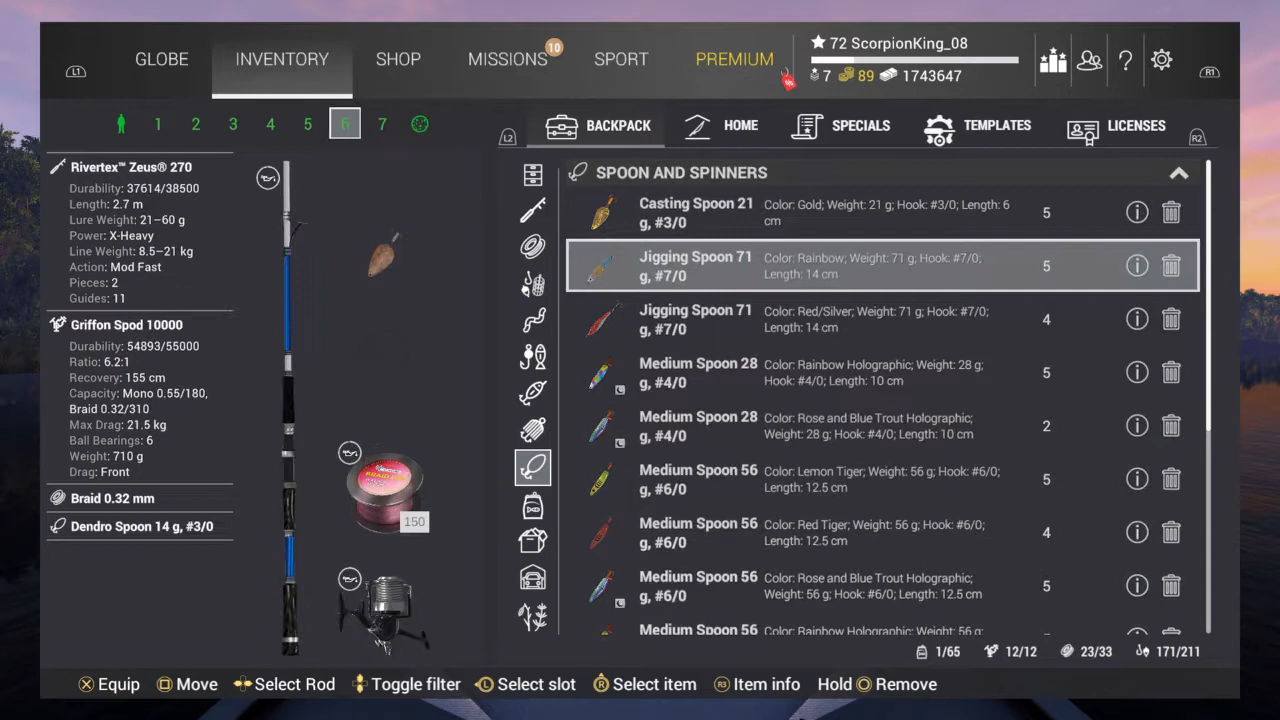 L1
GLOBE
INVENTORY
SHOP
MISSIONS
10
SPORT
PREMIUM
72 ScorpionKing_08
7
89
1743647
?
R1
1
2
3
4
5
6
7
L2
BACKPACK
HOME
SPECIALS
TEMPLATES
LICENSES
R2
Rivertex™ Zeus® 270
Durability: 37614/38500
Length: 2.7 m
Lure Weight: 21–60 g
Power: X-Heavy
Line Weight: 8.5–21 kg
Action: Mod Fast
Pieces: 2
Guides: 11
Griffon Spod 10000
Durability: 54893/55000
Ratio: 6.2:1
Recovery: 155 cm
Capacity: Mono 0.55/180,
Braid 0.32/310
Max Drag: 21.5 kg
Ball Bearings: 6
Weight: 710 g
Drag: Front
Braid 0.32 mm
Dendro Spoon 14 g, #3/0
150
SPOON AND SPINNERS
Casting Spoon 21 g, #3/0
Color: Gold; Weight: 21 g; Hook: #3/0; Length: 6 cm
5
Jigging Spoon 71 g, #7/0
Color: Rainbow; Weight: 71 g; Hook: #7/0; Length: 14 cm
5
Jigging Spoon 71 g, #7/0
Color: Red/Silver; Weight: 71 g; Hook: #7/0; Length: 14 cm
4
Medium Spoon 28 g, #4/0
Color: Rainbow Holographic; Weight: 28 g; Hook: #4/0; Length: 10 cm
5
Medium Spoon 28 g, #4/0
Color: Rose and Blue Trout Holographic; Weight: 28 g; Hook: #4/0; Length: 10 cm
2
Medium Spoon 56 g, #6/0
Color: Lemon Tiger; Weight: 56 g; Hook: #6/0; Length: 12.5 cm
5
Medium Spoon 56 g, #6/0
Color: Red Tiger; Weight: 56 g; Hook: #6/0; Length: 12.5 cm
4
Medium Spoon 56 g, #6/0
Color: Rose and Blue Trout Holographic; Weight: 56 g; Hook: #6/0; Length: 12.5 cm
5
Medium Spoon 56
Color: Rainbow Holographic; Weight: 56
1/65
12/12
23/33
171/211
Equip
Move
Select Rod
Toggle filter
L Select slot
R Select item
R3 Item info
Hold Remove